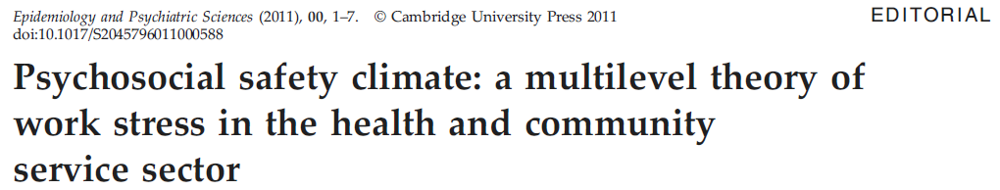 Epidemiology and Psychiatric Sciences (2011), 00, 1–7. © Cambridge University Press 2011 EDITORIAL
doi:10.1017/S2045796011000588
Psychosocial safety climate: a multilevel theory of
work stress in the health and community
service sector